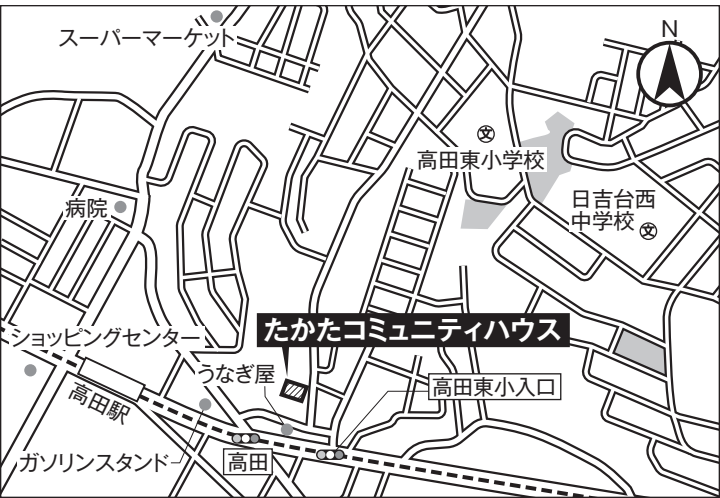 スーパーマーケット
N
文
高田東小学校
日吉台西
中学校
文
病院
ショッピングセンター
たかたコミュニティハウス
うなぎ屋
高田東小入口
高田駅
ガソリンスタンド
高田